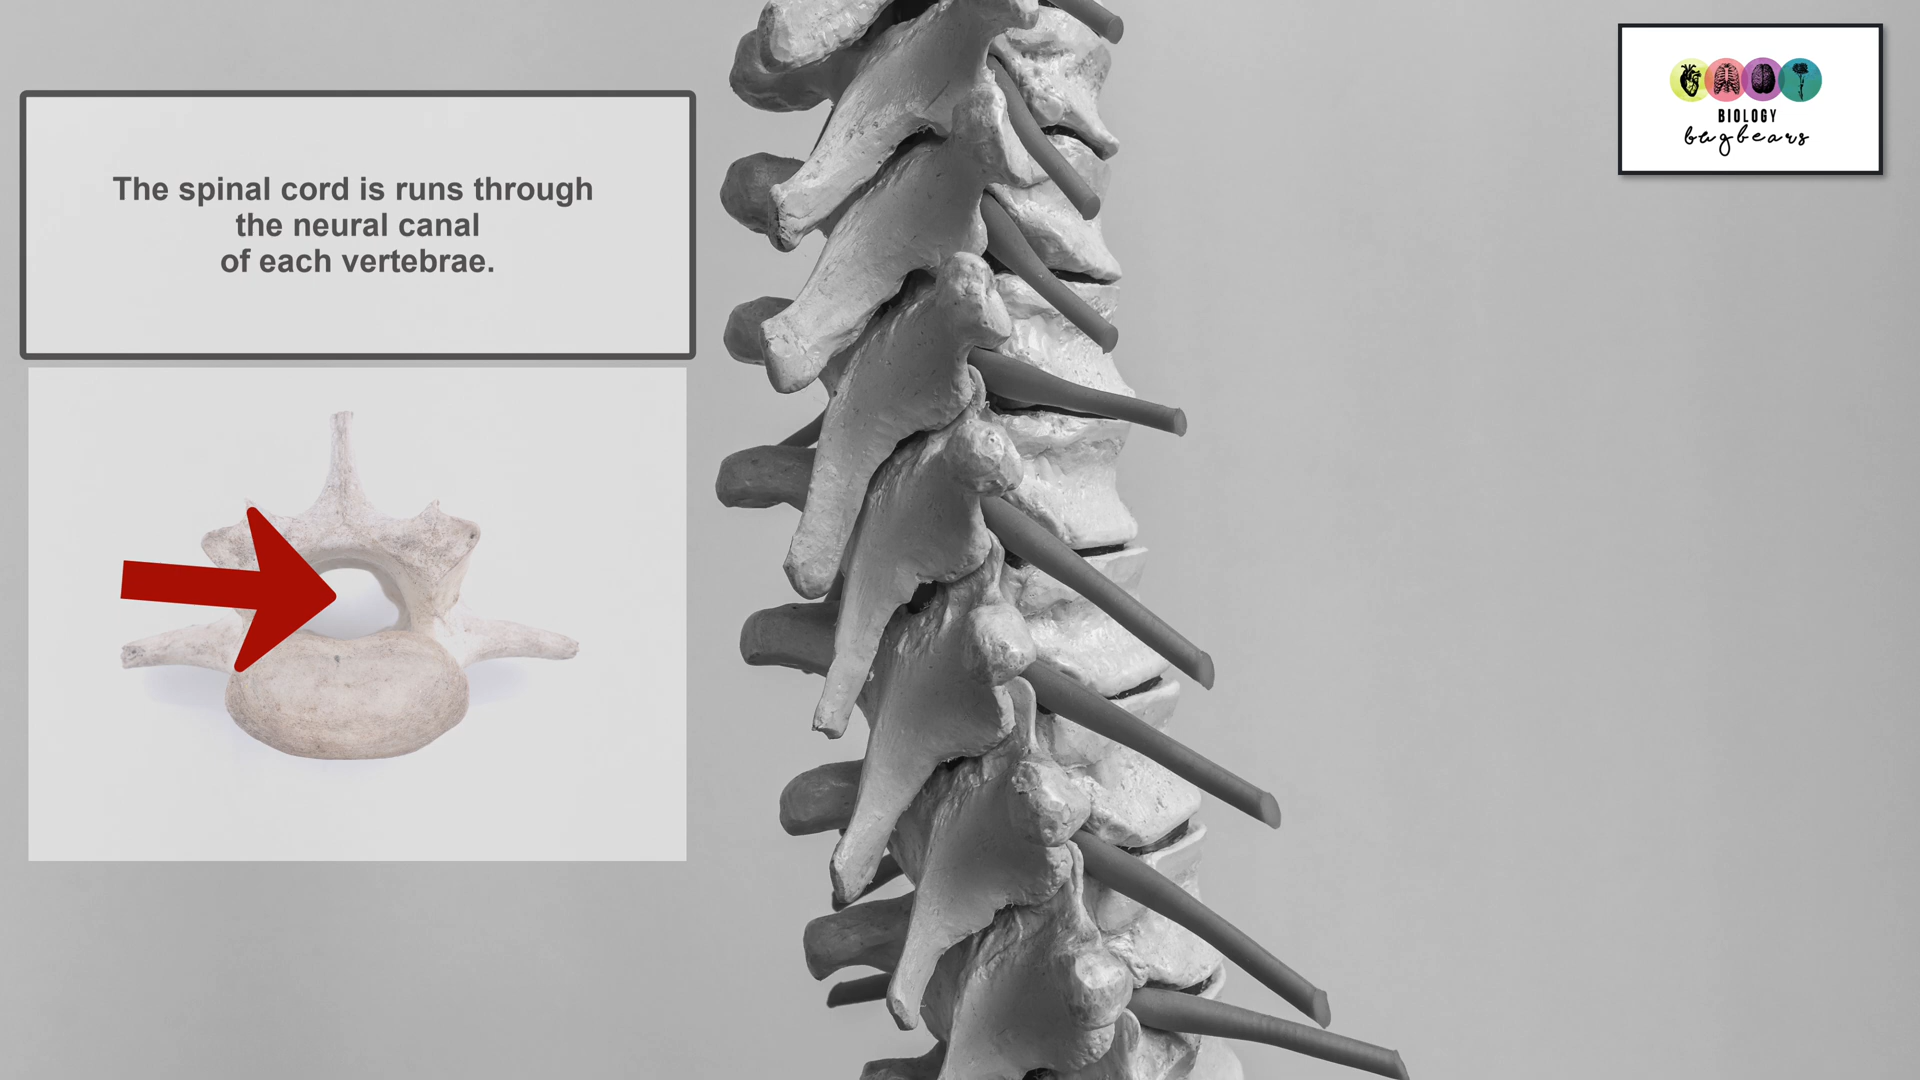 The spinal cord is runs through
the neural canal
of each vertebrae.
BIOLOGY
bugbears